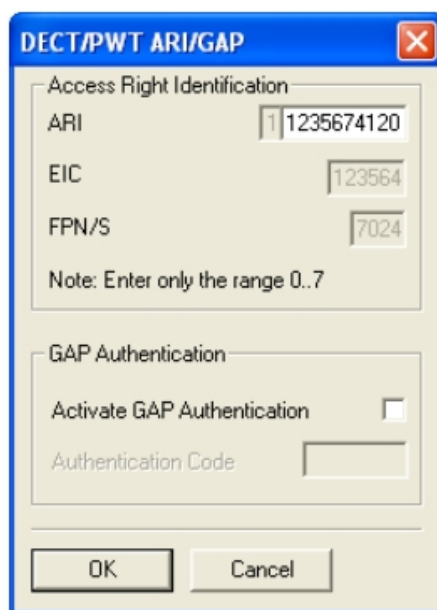 DECT/PWT ARI/GAP
Access Right Identification
ARI 1 1235674120
EIC 123564
FPN/S 7024
Note: Enter only the range 0..7
GAP Authentication
Activate GAP Authentication
Authentication Code
OK Cancel